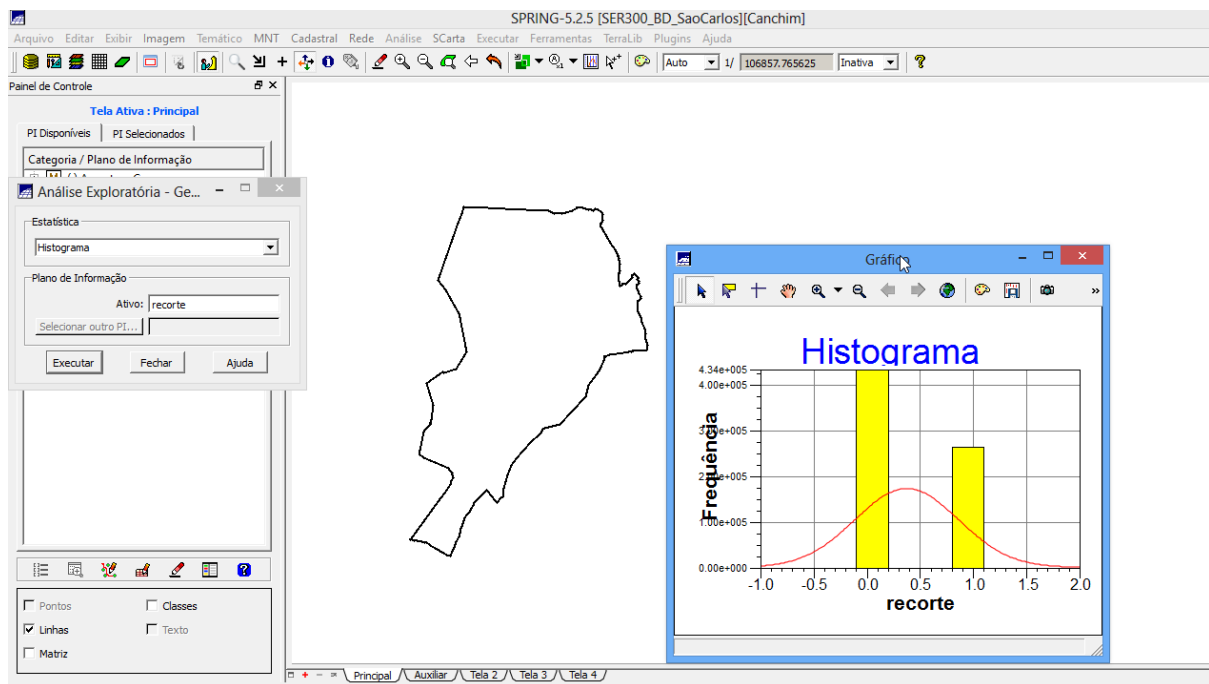 SPRING-5.2.5 [SER300_BD_SaoCarlos][Canchim]
Arquivo Editar Exibir Imagem Temático MNT Cadastral Rede Análise SCarta Executar Ferramentas TerraLib Plugins Ajuda
Auto 1/ 106857.765625 Inativa
Painel de Controle
Tela Ativa : Principal
PI Disponíveis PI Selecionados
Categoria / Plano de Informação
Análise Exploratória - Ge...
Estatística
Histograma
Plano de Informação
Ativo: recorte
Selecionar outro PI...
Executar Fechar Ajuda
Pontos Classes
Linhas Texto
Matriz
Gráfico
Histograma
4.34e+005
4.00e+005
Frequência
1.00e+005
0.00e+000
-1.0 -0.5 0.0 0.5 1.0 1.5 2.0
recorte
Principal Auxiliar Tela 2 Tela 3 Tela 4